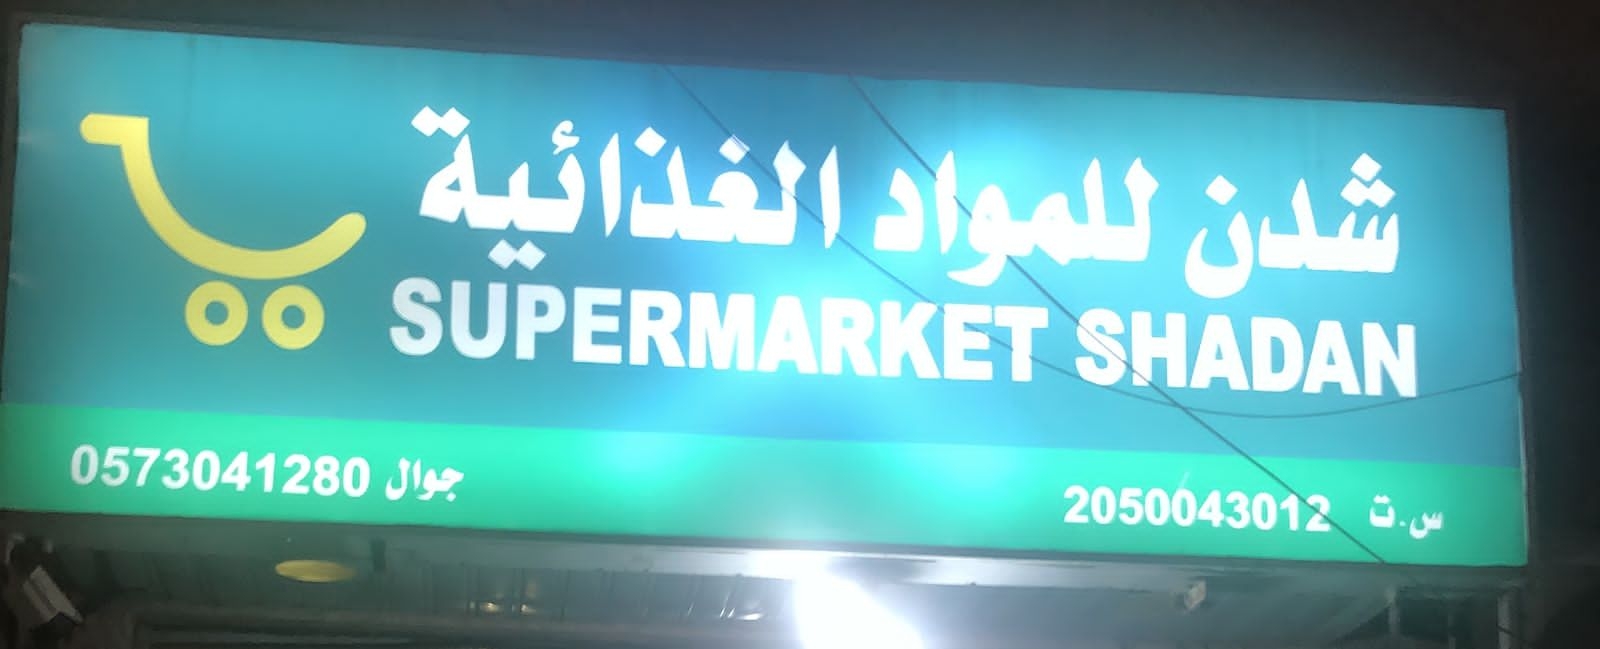 شدن للمواد الغذائية
SUPERMARKET SHADAN
س.ت 2050043012
جوال 0573041280